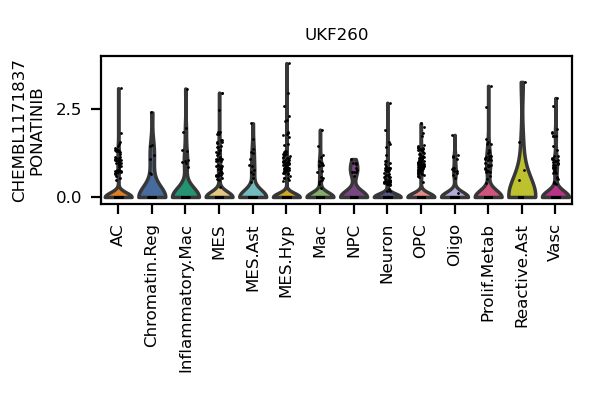 UKF260
CHEMBL1171837
PONATINIB
2.5
0.0
AC
Chromatin.Reg
Inflammatory.Mac
MES
MES.Ast
MES.Hyp
Mac
NPC
Neuron
OPC
Oligo
Prolif.Metab
Reactive.Ast
Vasc